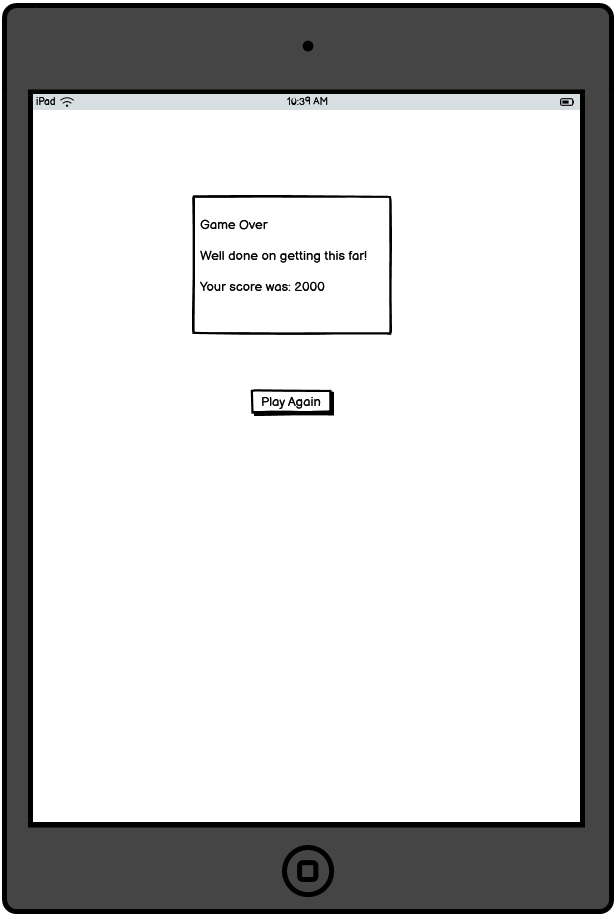 iPad 10:39 AM
Game Over
Well done on getting this far!
Your score was: 2000
Play Again